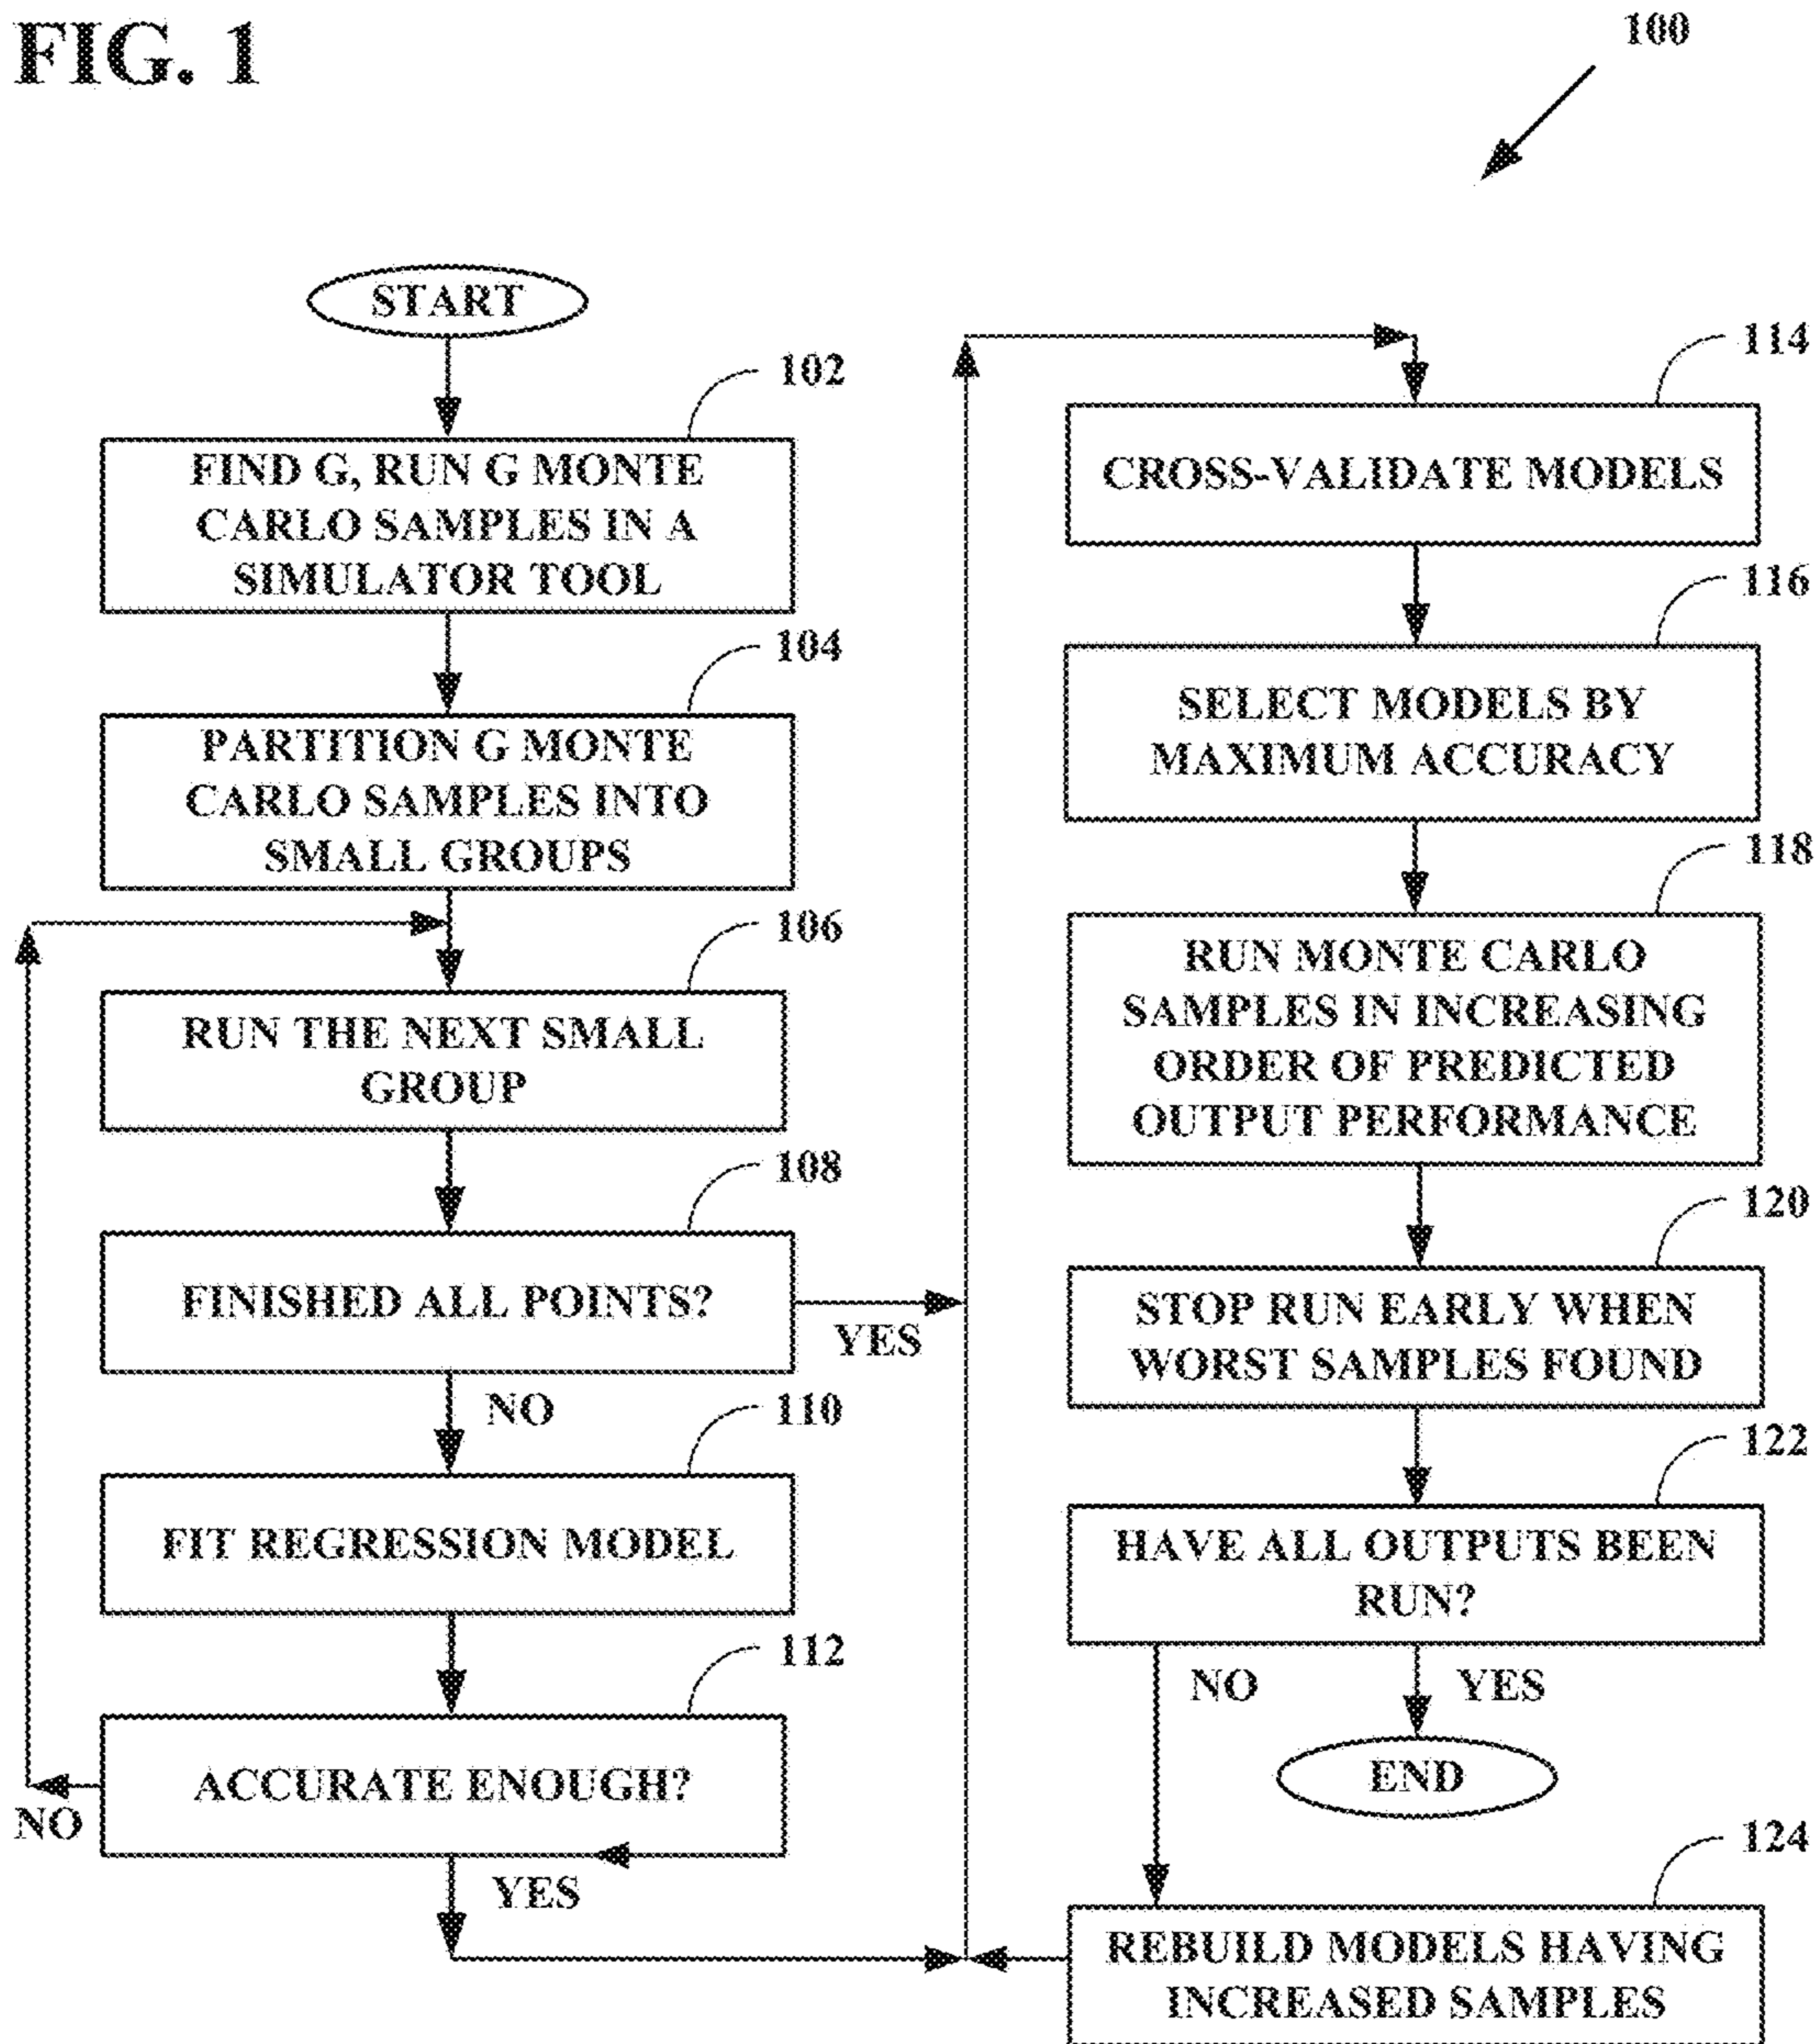 FIG. 1
100
START
102
FIND G, RUN G MONTE
CARLO SAMPLES IN A
SIMULATOR TOOL
104
PARTITION G MONTE
CARLO SAMPLES INTO
SMALL GROUPS
106
RUN THE NEXT SMALL
GROUP
108
FINISHED ALL POINTS?
YES
NO
110
FIT REGRESSION MODEL
112
ACCURATE ENOUGH?
NO
YES
114
CROSS-VALIDATE MODELS
116
SELECT MODELS BY
MAXIMUM ACCURACY
118
RUN MONTE CARLO
SAMPLES IN INCREASING
ORDER OF PREDICTED
OUTPUT PERFORMANCE
120
STOP RUN EARLY WHEN
WORST SAMPLES FOUND
122
HAVE ALL OUTPUTS BEEN
RUN?
NO
YES
END
124
REBUILD MODELS HAVING
INCREASED SAMPLES